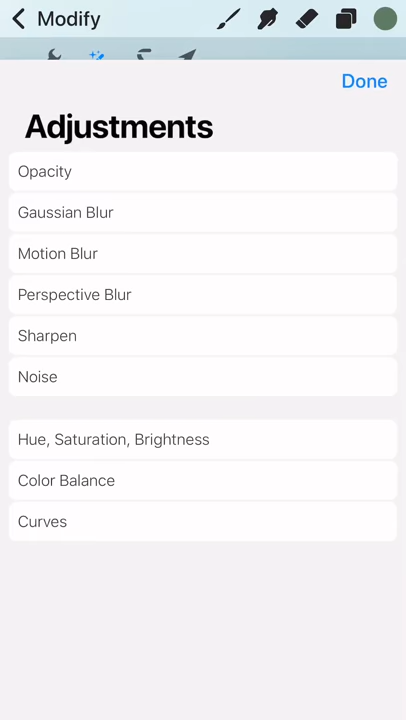 Modify
Done
Adjustments
Opacity
Gaussian Blur
Motion Blur
Perspective Blur
Sharpen
Noise
Hue, Saturation, Brightness
Color Balance
Curves